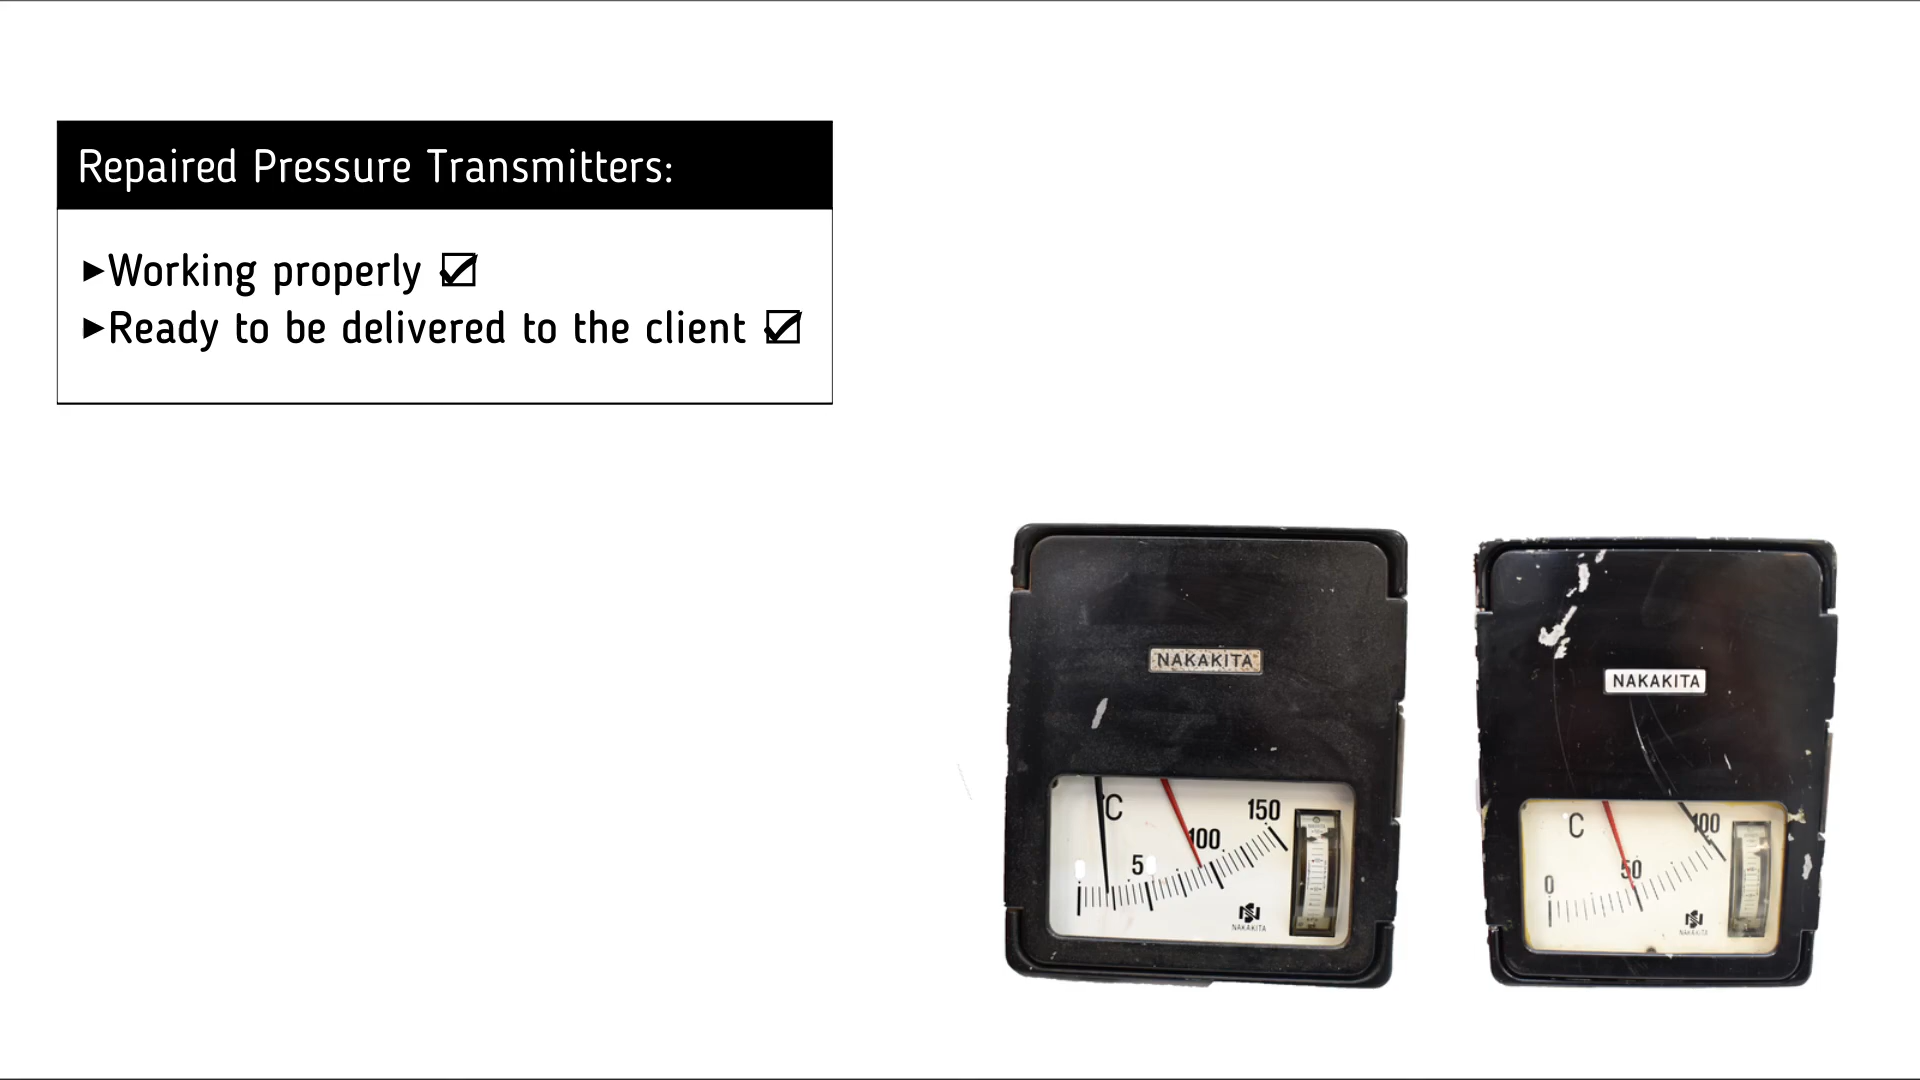 Repaired Pressure Transmitters:
►Working properly ☑
►Ready to be delivered to the client ☑
NAKAKITA
NAKAKITA
°C
150
100
5
NAKAKITA
C
100
50
0
NAKAKITA